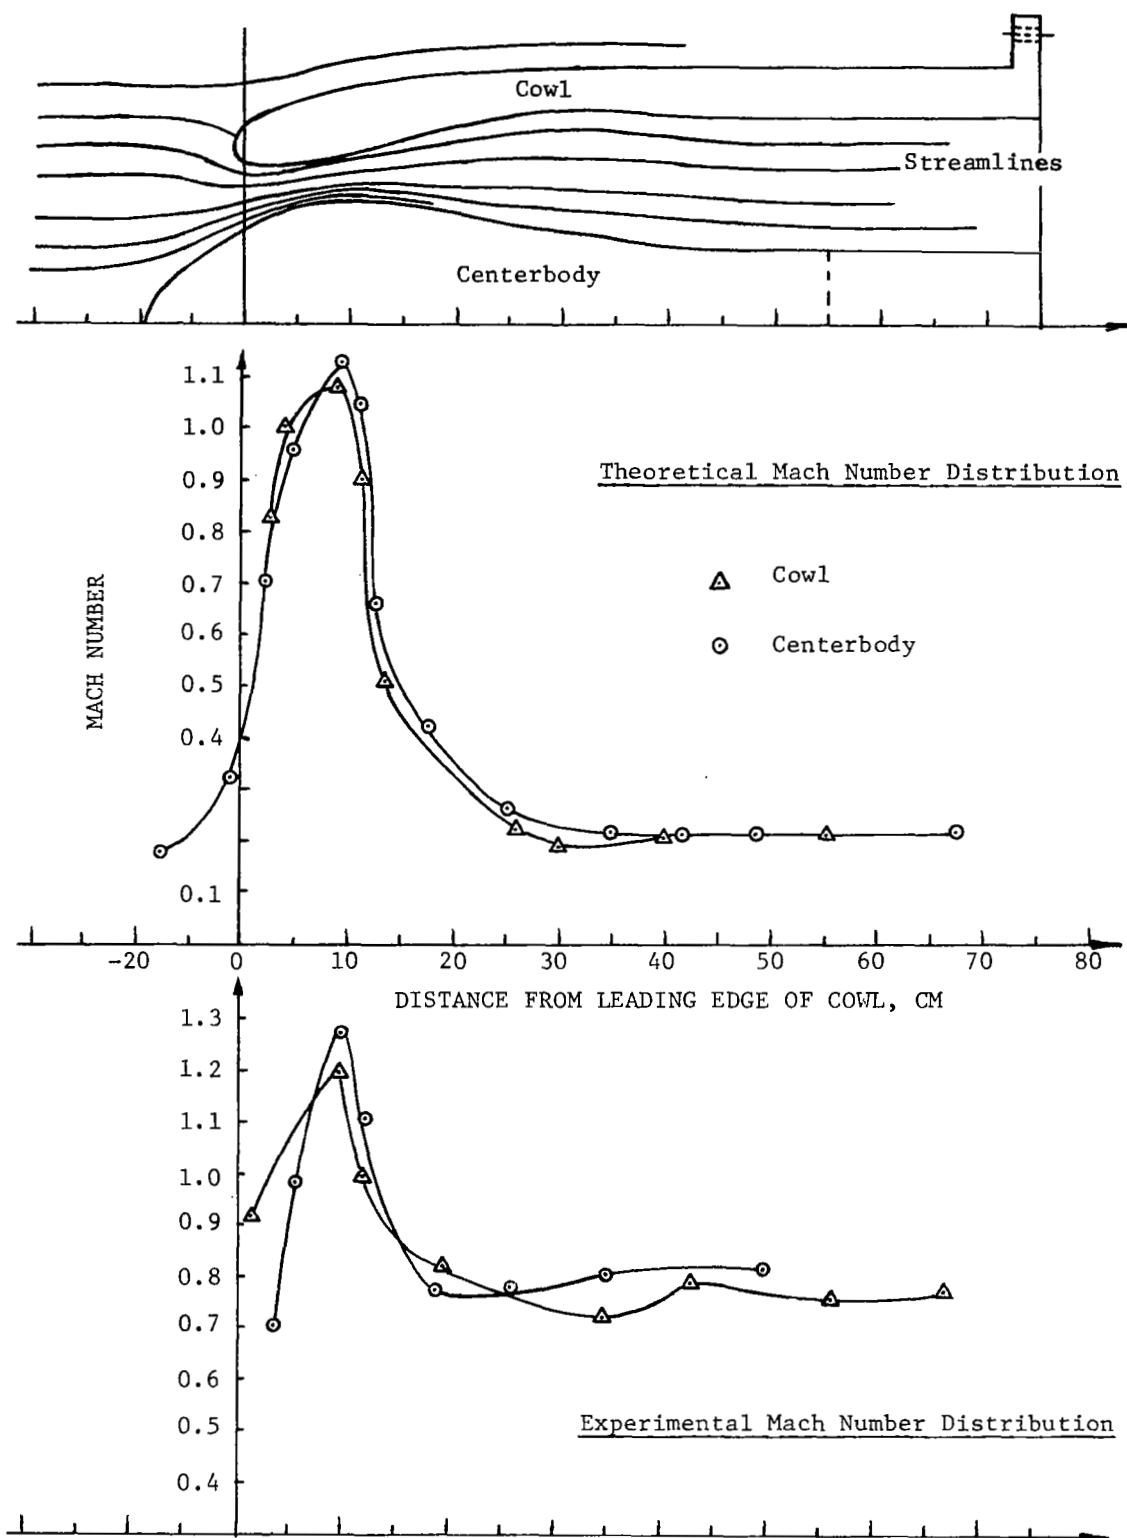 Cowl
Streamlines
Centerbody
1.1
1.0
0.9
0.8
0.7
0.6
0.5
0.4
0.1
MACH NUMBER
Theoretical Mach Number Distribution
Cowl
Centerbody
-20 0 10 20 30 40 50 60 70 80
DISTANCE FROM LEADING EDGE OF COWL, CM
1.3
1.2
1.1
1.0
0.9
0.8
0.7
0.6
0.5
0.4
Experimental Mach Number Distribution